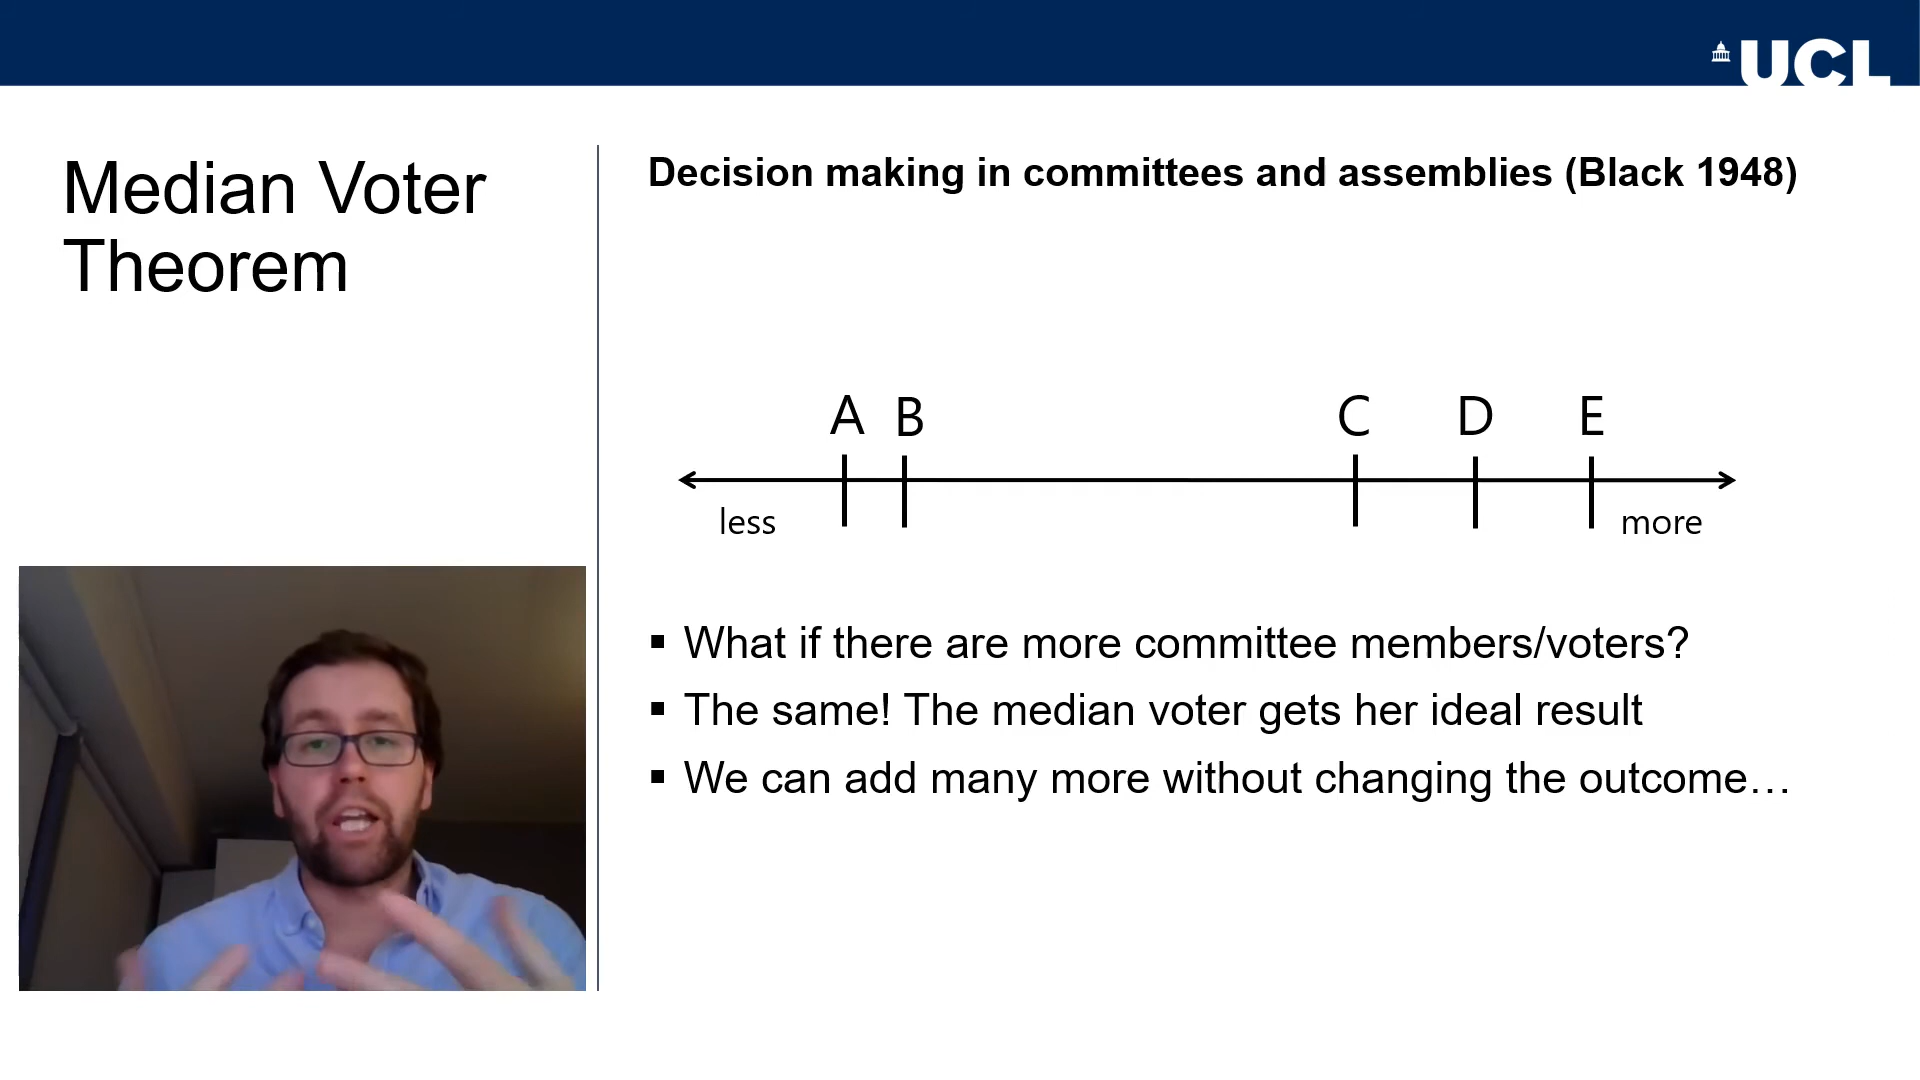 UCL
Median Voter
Theorem
Decision making in committees and assemblies (Black 1948)
A B C D E
less more
▪ What if there are more committee members/voters?
▪ The same! The median voter gets her ideal result
▪ We can add many more without changing the outcome…